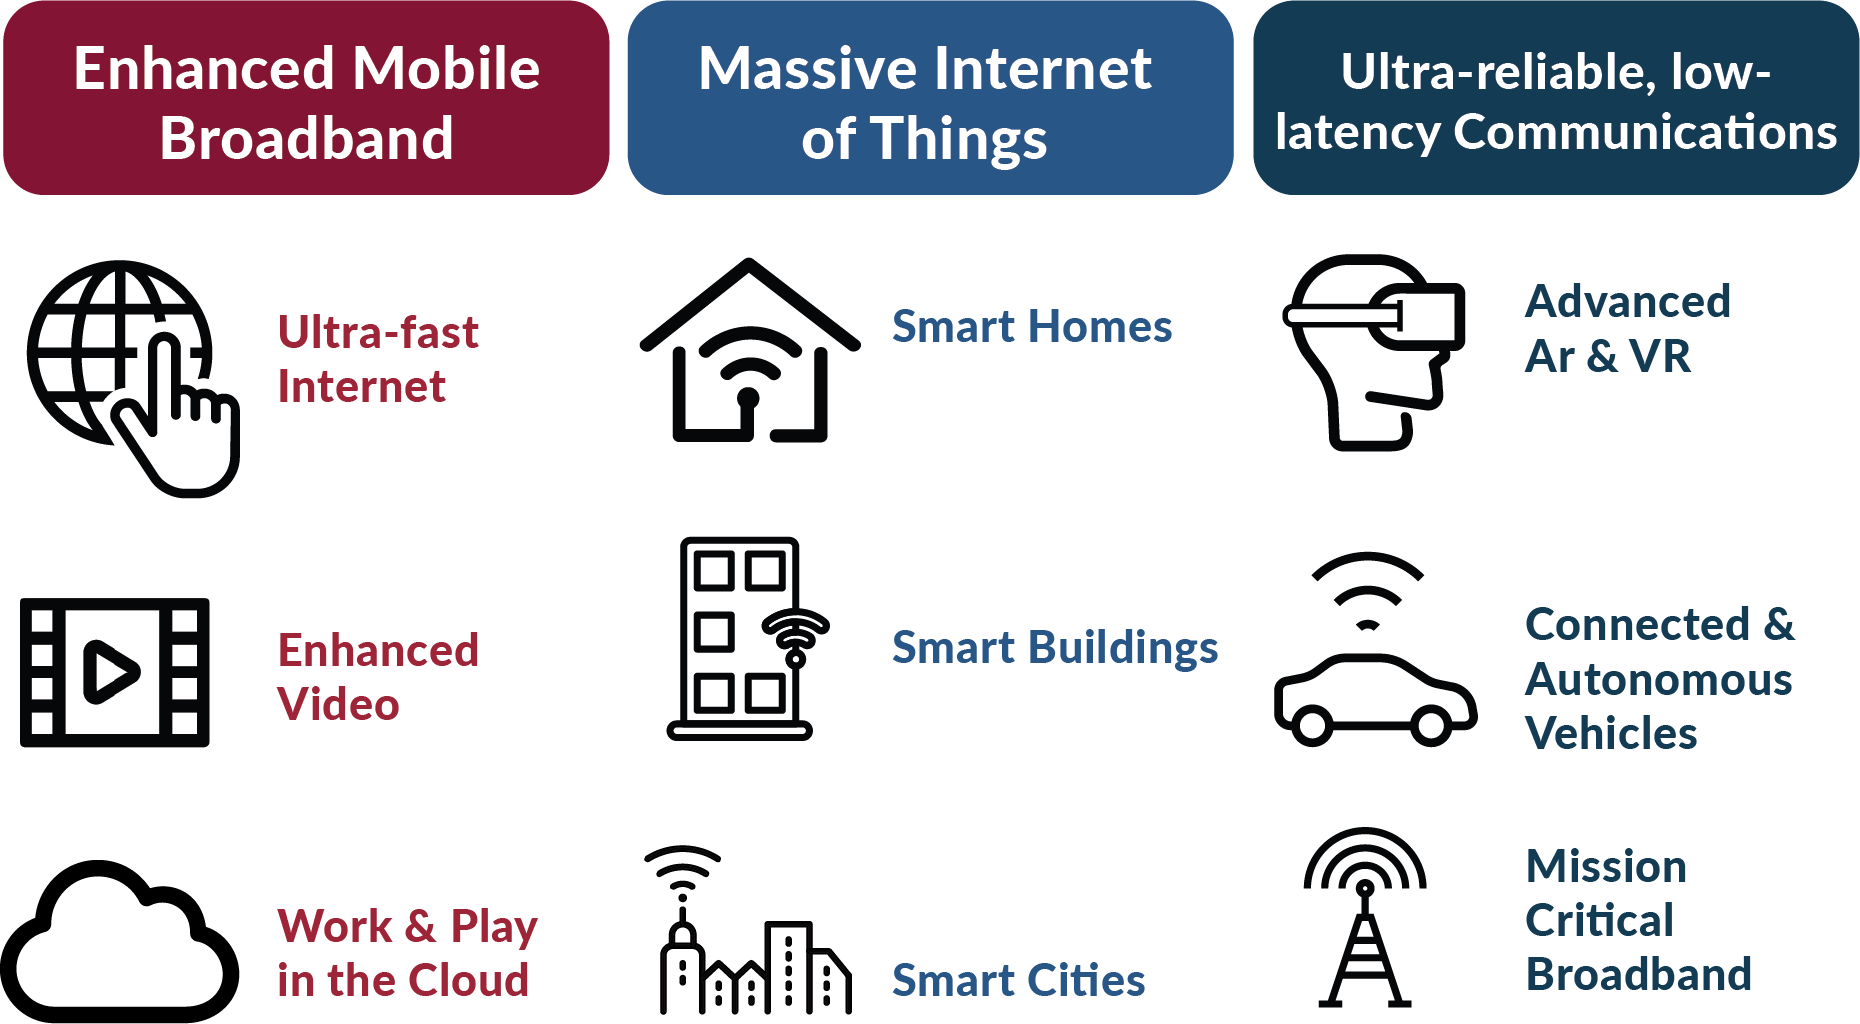 Enhanced Mobile
Broadband
Ultra-fast
Internet
Enhanced
Video
Work & Play
in the Cloud
Massive Internet
of Things
Smart Homes
Smart Buildings
Smart Cities
Ultra-reliable, low-
latency Communications
Advanced
Ar & VR
Connected &
Autonomous
Vehicles
Mission
Critical
Broadband